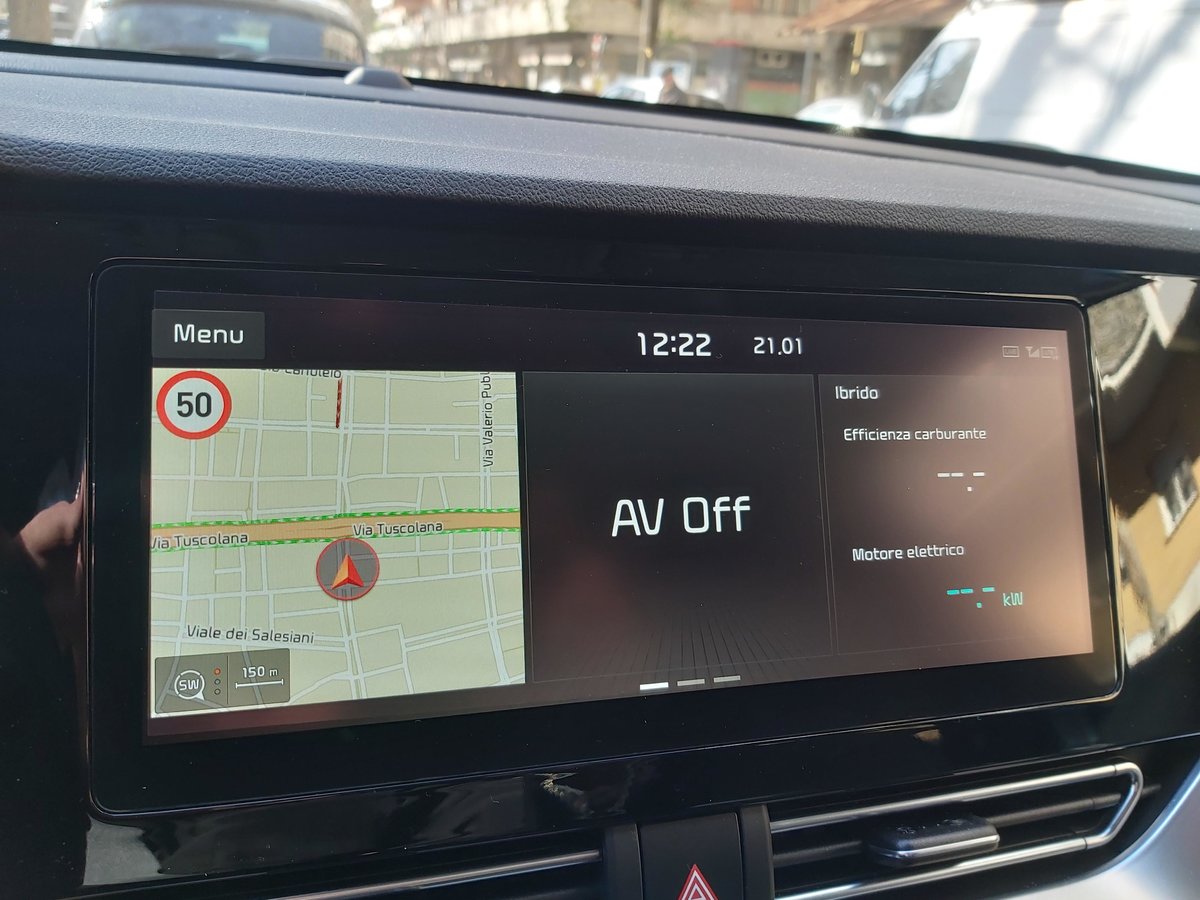 Menu
12:22
21.01
50
Via Valerio Publ
Via Tuscolana
Via Tuscolana
Viale dei Salesiani
SW
150 m
AV Off
Ibrido
Efficienza carburante
--.-
Motore elettrico
--.- kW